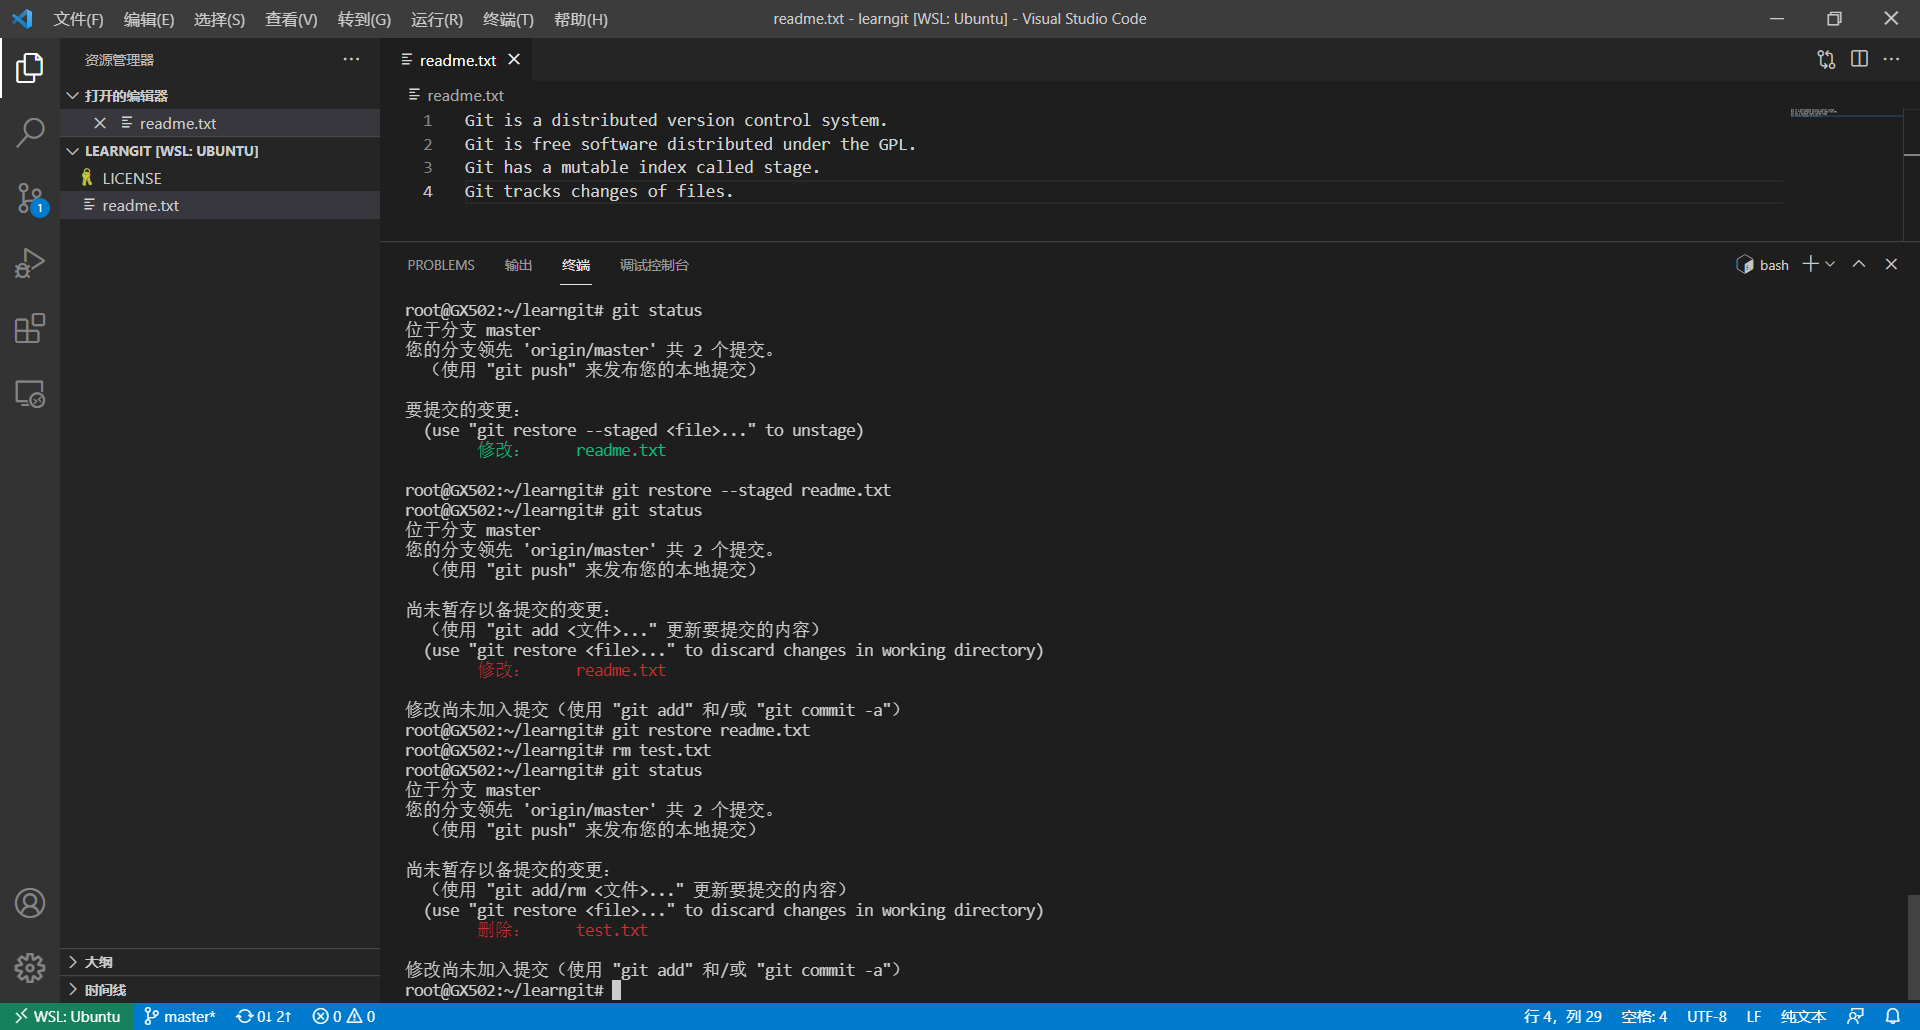 文件(F) 编辑(E) 选择(S) 查看(V) 转到(G) 运行(R) 终端(T) 帮助(H) readme.txt - learngit [WSL: Ubuntu] - Visual Studio Code
资源管理器
打开的编辑器
readme.txt
LEARNGIT [WSL: UBUNTU]
LICENSE
readme.txt
大纲
时间线
1
readme.txt
readme.txt
1 Git is a distributed version control system.
2 Git is free software distributed under the GPL.
3 Git has a mutable index called stage.
4 Git tracks changes of files.
PROBLEMS 输出 终端 调试控制台 bash
root@GX502:~/learngit# git status
位于分支 master
您的分支领先 'origin/master' 共 2 个提交。
（使用 "git push" 来发布您的本地提交）
要提交的变更：
(use "git restore --staged <file>..." to unstage)
修改： readme.txt
root@GX502:~/learngit# git restore --staged readme.txt
root@GX502:~/learngit# git status
位于分支 master
您的分支领先 'origin/master' 共 2 个提交。
（使用 "git push" 来发布您的本地提交）
尚未暂存以备提交的变更：
（使用 "git add <文件>..." 更新要提交的内容）
(use "git restore <file>..." to discard changes in working directory)
修改： readme.txt
修改尚未加入提交（使用 "git add" 和/或 "git commit -a"）
root@GX502:~/learngit# git restore readme.txt
root@GX502:~/learngit# rm test.txt
root@GX502:~/learngit# git status
位于分支 master
您的分支领先 'origin/master' 共 2 个提交。
（使用 "git push" 来发布您的本地提交）
尚未暂存以备提交的变更：
（使用 "git add/rm <文件>..." 更新要提交的内容）
(use "git restore <file>..." to discard changes in working directory)
删除： test.txt
修改尚未加入提交（使用 "git add" 和/或 "git commit -a"）
root@GX502:~/learngit#
WSL: Ubuntu master* 0↓ 2↑ 0 0 行 4，列 29 空格: 4 UTF-8 LF 纯文本